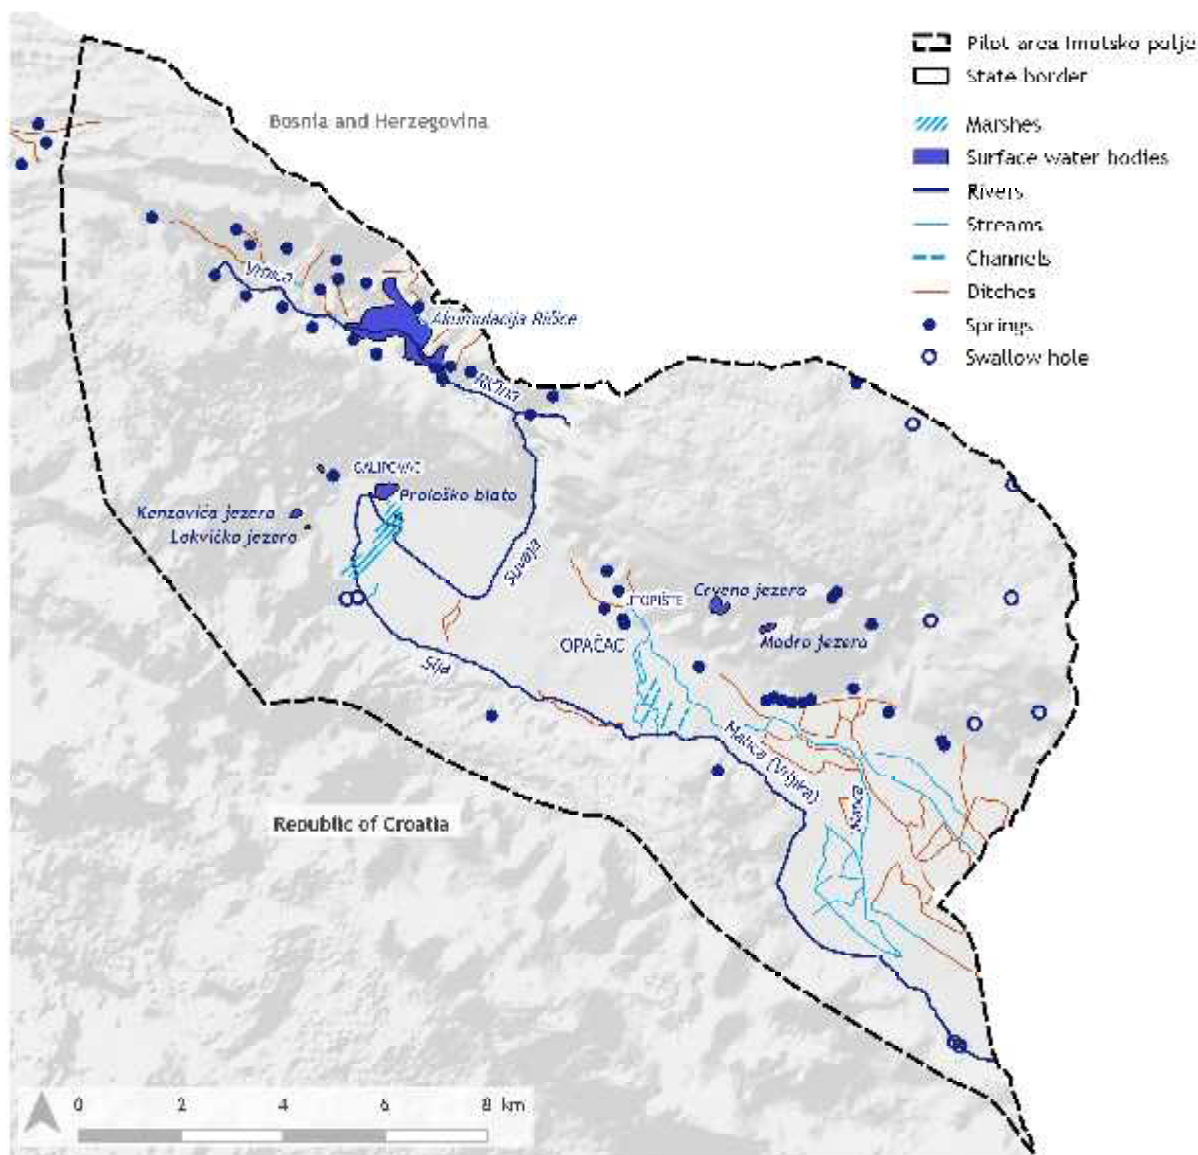 Pilot area Imotsko polje
State border
Bosnia and Herzegovina
Marshes
Surface water bodies
Rivers
Streams
Channels
Ditches
Springs
Swallow hole
Vrbica
Akumulacija Ričice
Ričina
GALIPOVAC
Prološko blato
Kanzovića jezero
Lokvičko jezero
Suvaja
Crveno jezero
Modro jezero
OPAČAC
Sija
Matica (Vrljika)
Republic of Croatia
0 2 4 6 8 km